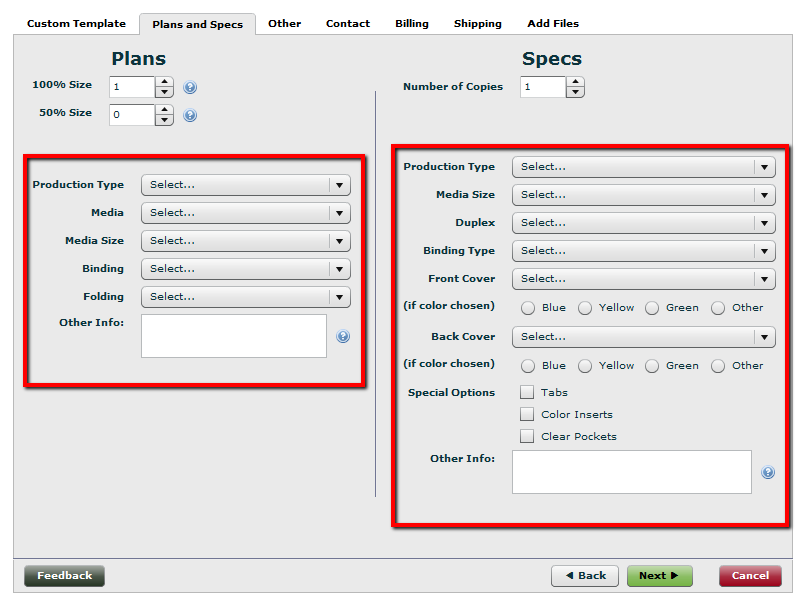 Custom Template Plans and Specs Other Contact Billing Shipping Add Files
Plans
100% Size 1
50% Size 0
Production Type Select...
Media Select...
Media Size Select...
Binding Select...
Folding Select...
Other Info:
Specs
Number of Copies 1
Production Type Select...
Media Size Select...
Duplex Select...
Binding Type Select...
Front Cover Select...
(if color chosen) Blue Yellow Green Other
Back Cover Select...
(if color chosen) Blue Yellow Green Other
Special Options Tabs
Color Inserts
Clear Pockets
Other Info:
Feedback Back Next Cancel